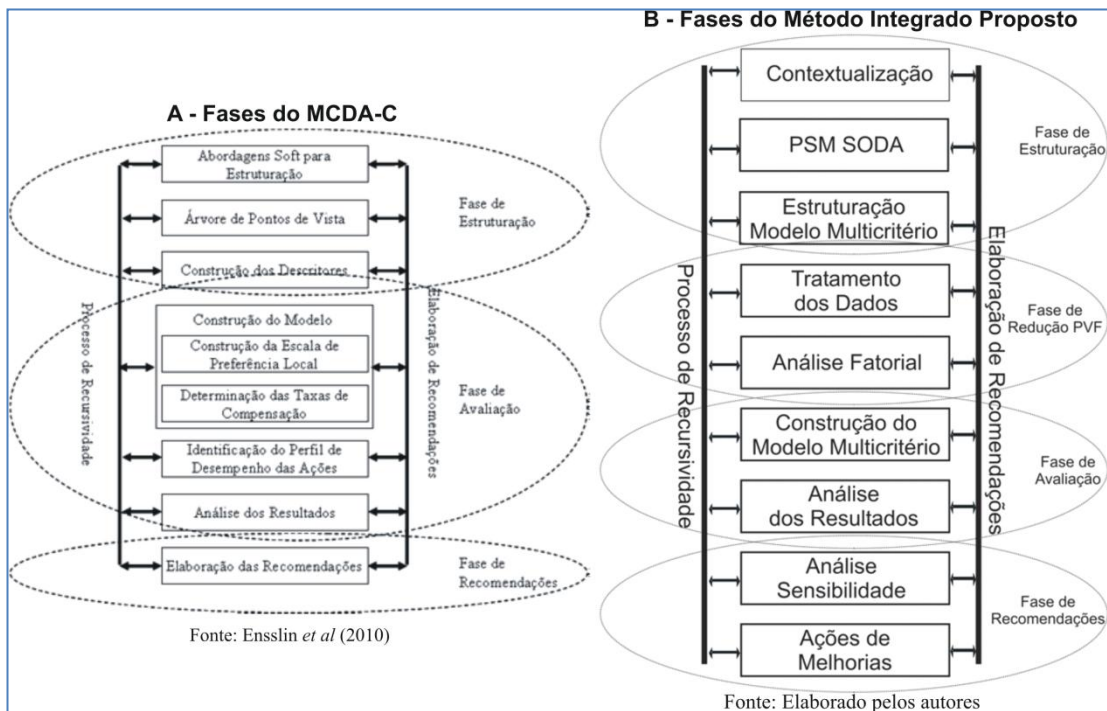 A - Fases do MCDA-C
Abordagens Soft para
Estruturação
Árvore de Pontos de Vista
Construção dos Descritores
Fase de
Estruturação
Processo de Recursividade
Elaboração de Recomendações
Construção do Modelo
Construção da Escala de
Preferência Local
Determinação das Taxas de
Compensação
Identificação do Perfil de
Desempenho das Ações
Análise dos Resultados
Fase de
Avaliação
Elaboração das Recomendações
Fase de
Recomendações
Fonte: Ensslin et al (2010)
B - Fases do Método Integrado Proposto
Contextualização
PSM SODA
Estruturação
Modelo Multicritério
Fase de
Estruturação
Processo de Recursividade
Elaboração de Recomendações
Tratamento
dos Dados
Análise Fatorial
Fase de
Redução PVF
Construção do
Modelo Multicritério
Análise
dos Resultados
Fase de
Avaliação
Análise
Sensibilidade
Ações de
Melhorias
Fase de
Recomendações
Fonte: Elaborado pelos autores